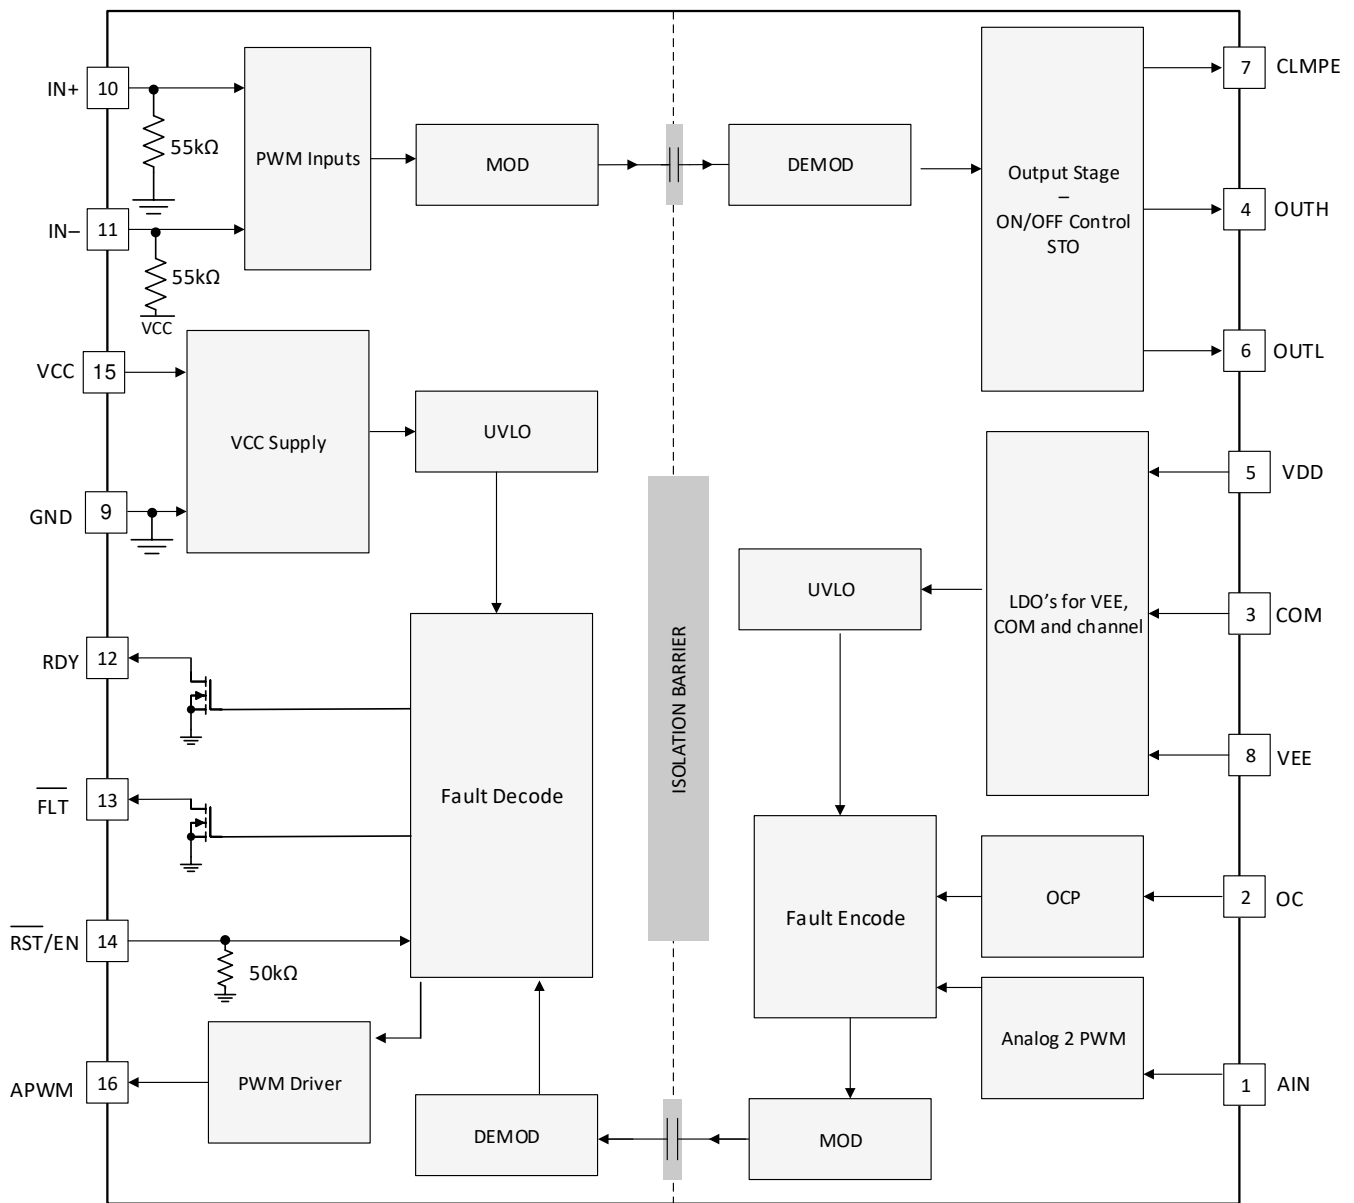 IN+
10
55kΩ
IN–
11
55kΩ
VCC
PWM Inputs
MOD
DEMOD
Output Stage
–
ON/OFF Control
STO
7
CLMPE
4
OUTH
6
OUTL
VCC
15
GND
9
VCC Supply
UVLO
5
VDD
3
COM
8
VEE
LDO's for VEE,
COM and channel
UVLO
ISOLATION BARRIER
RDY
12
FLT
13
RST/EN
14
50kΩ
Fault Decode
Fault Encode
OCP
2
OC
Analog 2 PWM
1
AIN
APWM
16
PWM Driver
DEMOD
MOD